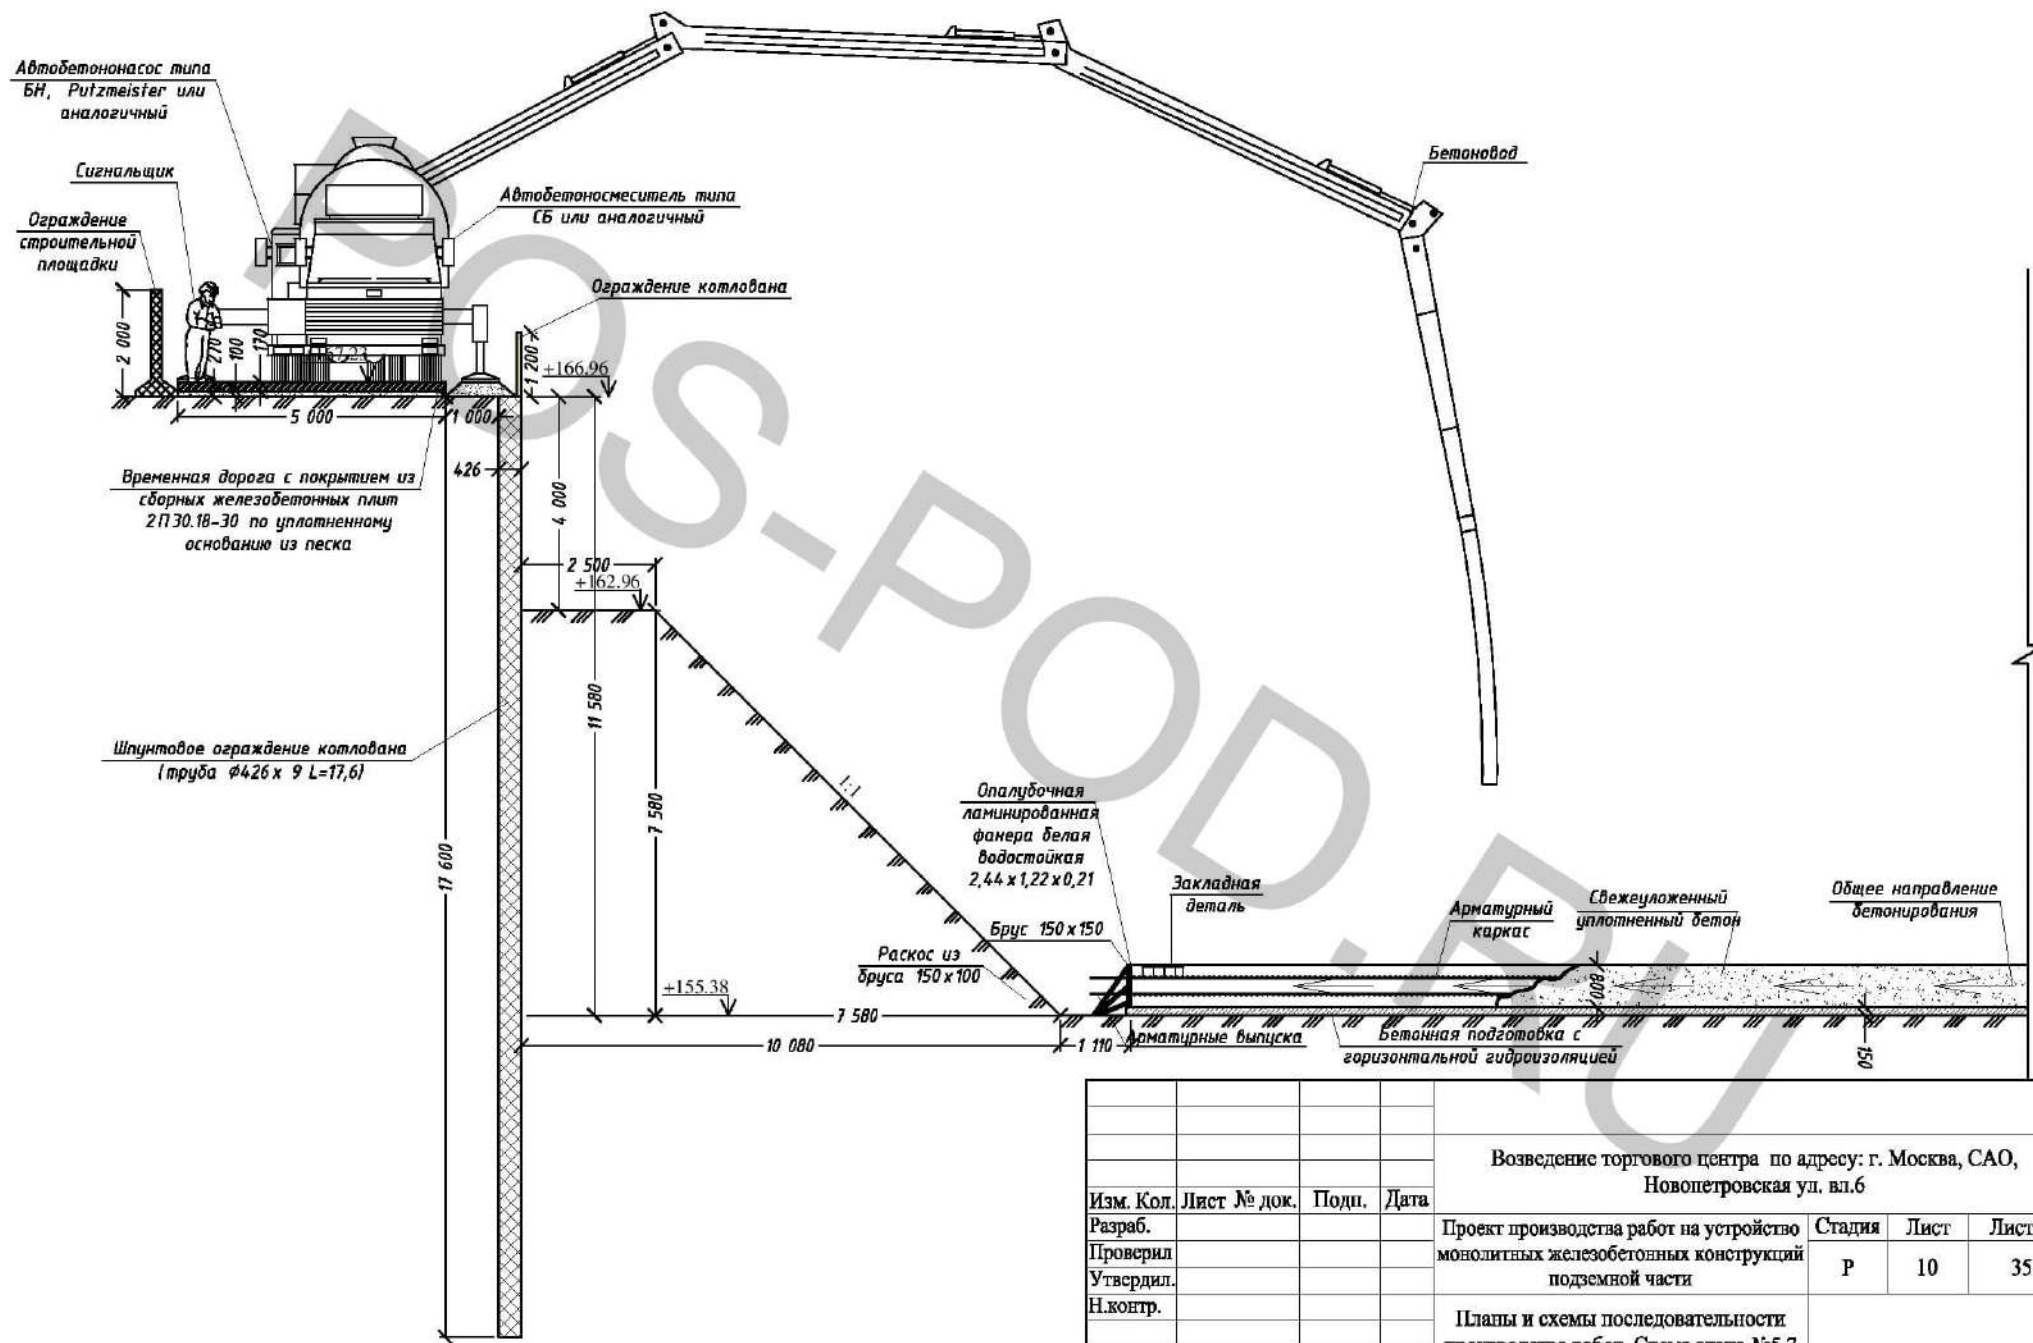 Автобетононасос типа
БН, Putzmeister или
аналогичный
Сигнальщик
Ограждение
строительной
площадки
Автобетоносмеситель типа
СБ или аналогичный
Ограждение котлована
Бетоновод
2 000
270
100
170
1 200
+166.96
5 000
1 000
426
4 000
Временная дорога с покрытием из
сборных железобетонных плит
2П30.18-30 по уплотненному
основанию из песка
2 500
+162.96
11 580
Шпунтовое ограждение котлована
(труба Ф426 х 9 L=17,6)
7 580
1:1
17 600
Опалубочная
ламинированная
фанера белая
водостойкая
2,44 х 1,22 х 0,21
Закладная
деталь
Брус 150 х 150
Раскос из
бруса 150 х 100
Арматурный
каркас
Свежеуложенный
уплотненный бетон
Общее направление
бетонирования
800
+155.38
7 580
10 080
1 110
Арматурные выпуска
Бетонная подготовка с
горизонтальной гидроизоляцией
150
POS-POD.RU
Возведение торгового центра по адресу: г. Москва, САО,
Новопетровская ул. вл.6
Изм. Кол. Лист № док. Подп. Дата
Разраб.
Проверил
Утвердил.
Н.контр.
Проект производства работ на устройство
монолитных железобетонных конструкций
подземной части
Стадия Лист Лист
Р 10 35
Планы и схемы последовательности